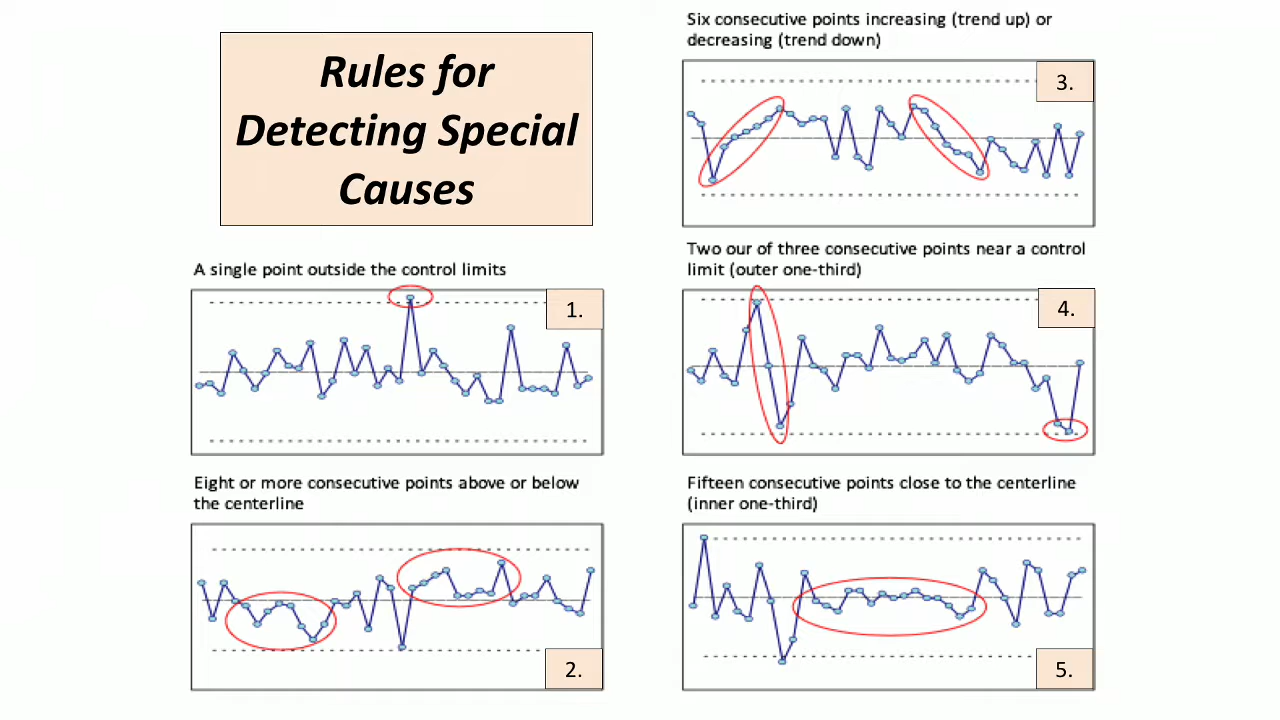 Rules for
Detecting Special
Causes
A single point outside the control limits
1.
Eight or more consecutive points above or below
the centerline
2.
Six consecutive points increasing (trend up) or
decreasing (trend down)
3.
Two our of three consecutive points near a control
limit (outer one-third)
4.
Fifteen consecutive points close to the centerline
(inner one-third)
5.